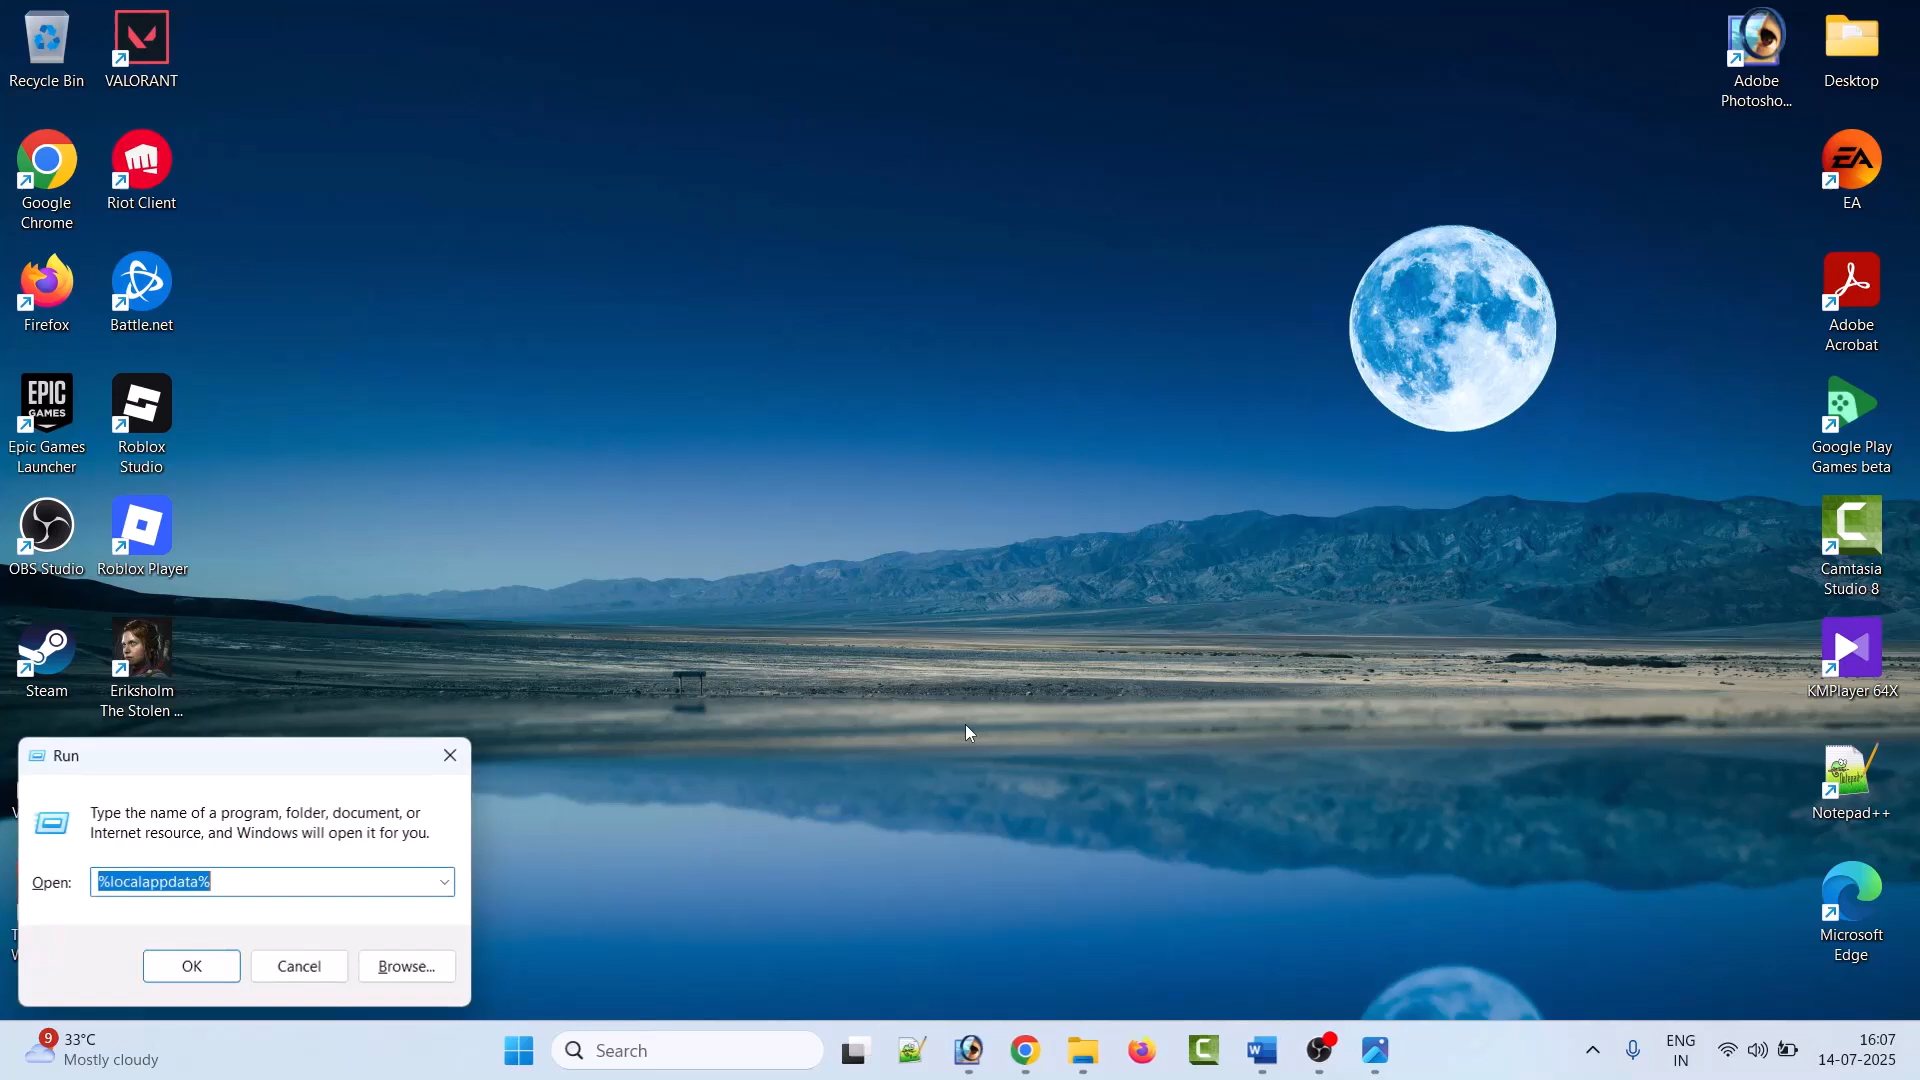 Recycle Bin
VALORANT
Google
Chrome
Riot Client
Firefox
Battle.net
EPIC
GAMES
Epic Games
Launcher
Roblox
Studio
OBS Studio
Roblox Player
Steam
Eriksholm
The Stolen ...
Adobe
Photosho...
Desktop
EA
EA
Adobe
Acrobat
Google Play
Games beta
Camtasia
Studio 8
KMPlayer 64X
Notepad++
Microsoft
Edge
Run
Type the name of a program, folder, document, or
Internet resource, and Windows will open it for you.
Open:
%localappdata%
OK
Cancel
Browse...
9
33°C
Mostly cloudy
Search
ENG
IN
16:07
14-07-2025